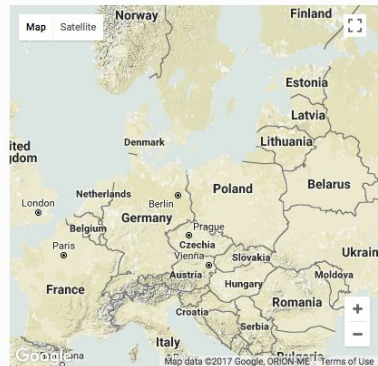 Map
Satellite
Norway
Finland
Estonia
Latvia
Lithuania
Denmark
ited
gdom
London
Netherlands
Berlin
Poland
Belarus
Belgium
Germany
Prague
Czechia
Paris
Vienna
Slovakia
Ukrain
Austria
Hungary
Moldova
France
Croatia
Romania
Serbia
Italy
Google
ona
Bulgaria
Map data ©2017 Google, ORION-ME
Terms of Use